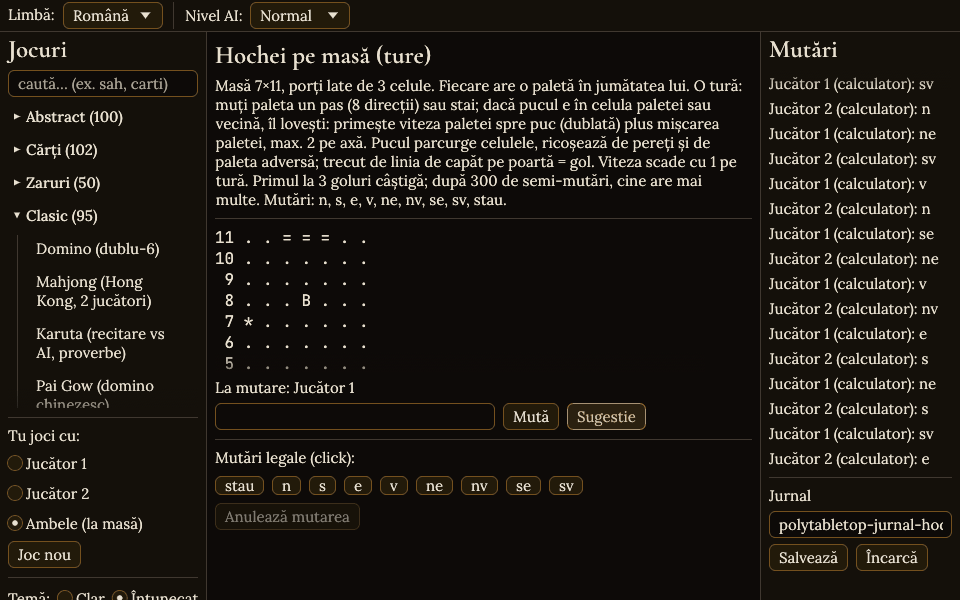 Limbă: Română ▼ Nivel AI: Normal ▼
Jocuri
caută... (ex. sah, carti)
▸ Abstract (100)
▸ Cărți (102)
▸ Zaruri (50)
▾ Clasic (95)
Domino (dublu-6)
Mahjong (Hong
Kong, 2 jucători)
Karuta (recitare vs
AI, proverbe)
Pai Gow (domino
chinezesc)
Tu joci cu:
Jucător 1
Jucător 2
Ambele (la masă)
Joc nou
Temă: Clar Întunecat
Hochei pe masă (ture)
Masă 7×11, porți late de 3 celule. Fiecare are o paletă în jumătatea lui. O tură:
muți paleta un pas (8 direcții) sau stai; dacă pucul e în celula paletei sau
vecină, îl lovești: primește viteza paletei spre puc (dublată) plus mișcarea
paletei, max. 2 pe axă. Pucul parcurge celulele, ricoșează de pereți și de
paleta adversă; trecut de linia de capăt pe poartă = gol. Viteza scade cu 1 pe
tură. Primul la 3 goluri câștigă; după 300 de semi-mutări, cine are mai
multe. Mutări: n, s, e, v, ne, nv, se, sv, stau.
11 . . = = = . .
10 . . . . . . .
9 . . . . . . .
8 . . . B . . .
7 * . . . . . .
6 . . . . . . .
5 . . . . . . .
La mutare: Jucător 1
Mută Sugestie
Mutări legale (click):
stau n s e v ne nv se sv
Anulează mutarea
Mutări
Jucător 1 (calculator): sv
Jucător 2 (calculator): n
Jucător 1 (calculator): ne
Jucător 2 (calculator): sv
Jucător 1 (calculator): v
Jucător 2 (calculator): n
Jucător 1 (calculator): se
Jucător 2 (calculator): ne
Jucător 1 (calculator): v
Jucător 2 (calculator): nv
Jucător 1 (calculator): e
Jucător 2 (calculator): s
Jucător 1 (calculator): ne
Jucător 2 (calculator): s
Jucător 1 (calculator): sv
Jucător 2 (calculator): e
Jurnal
polytabletop-jurnal-hoc
Salvează Încarcă